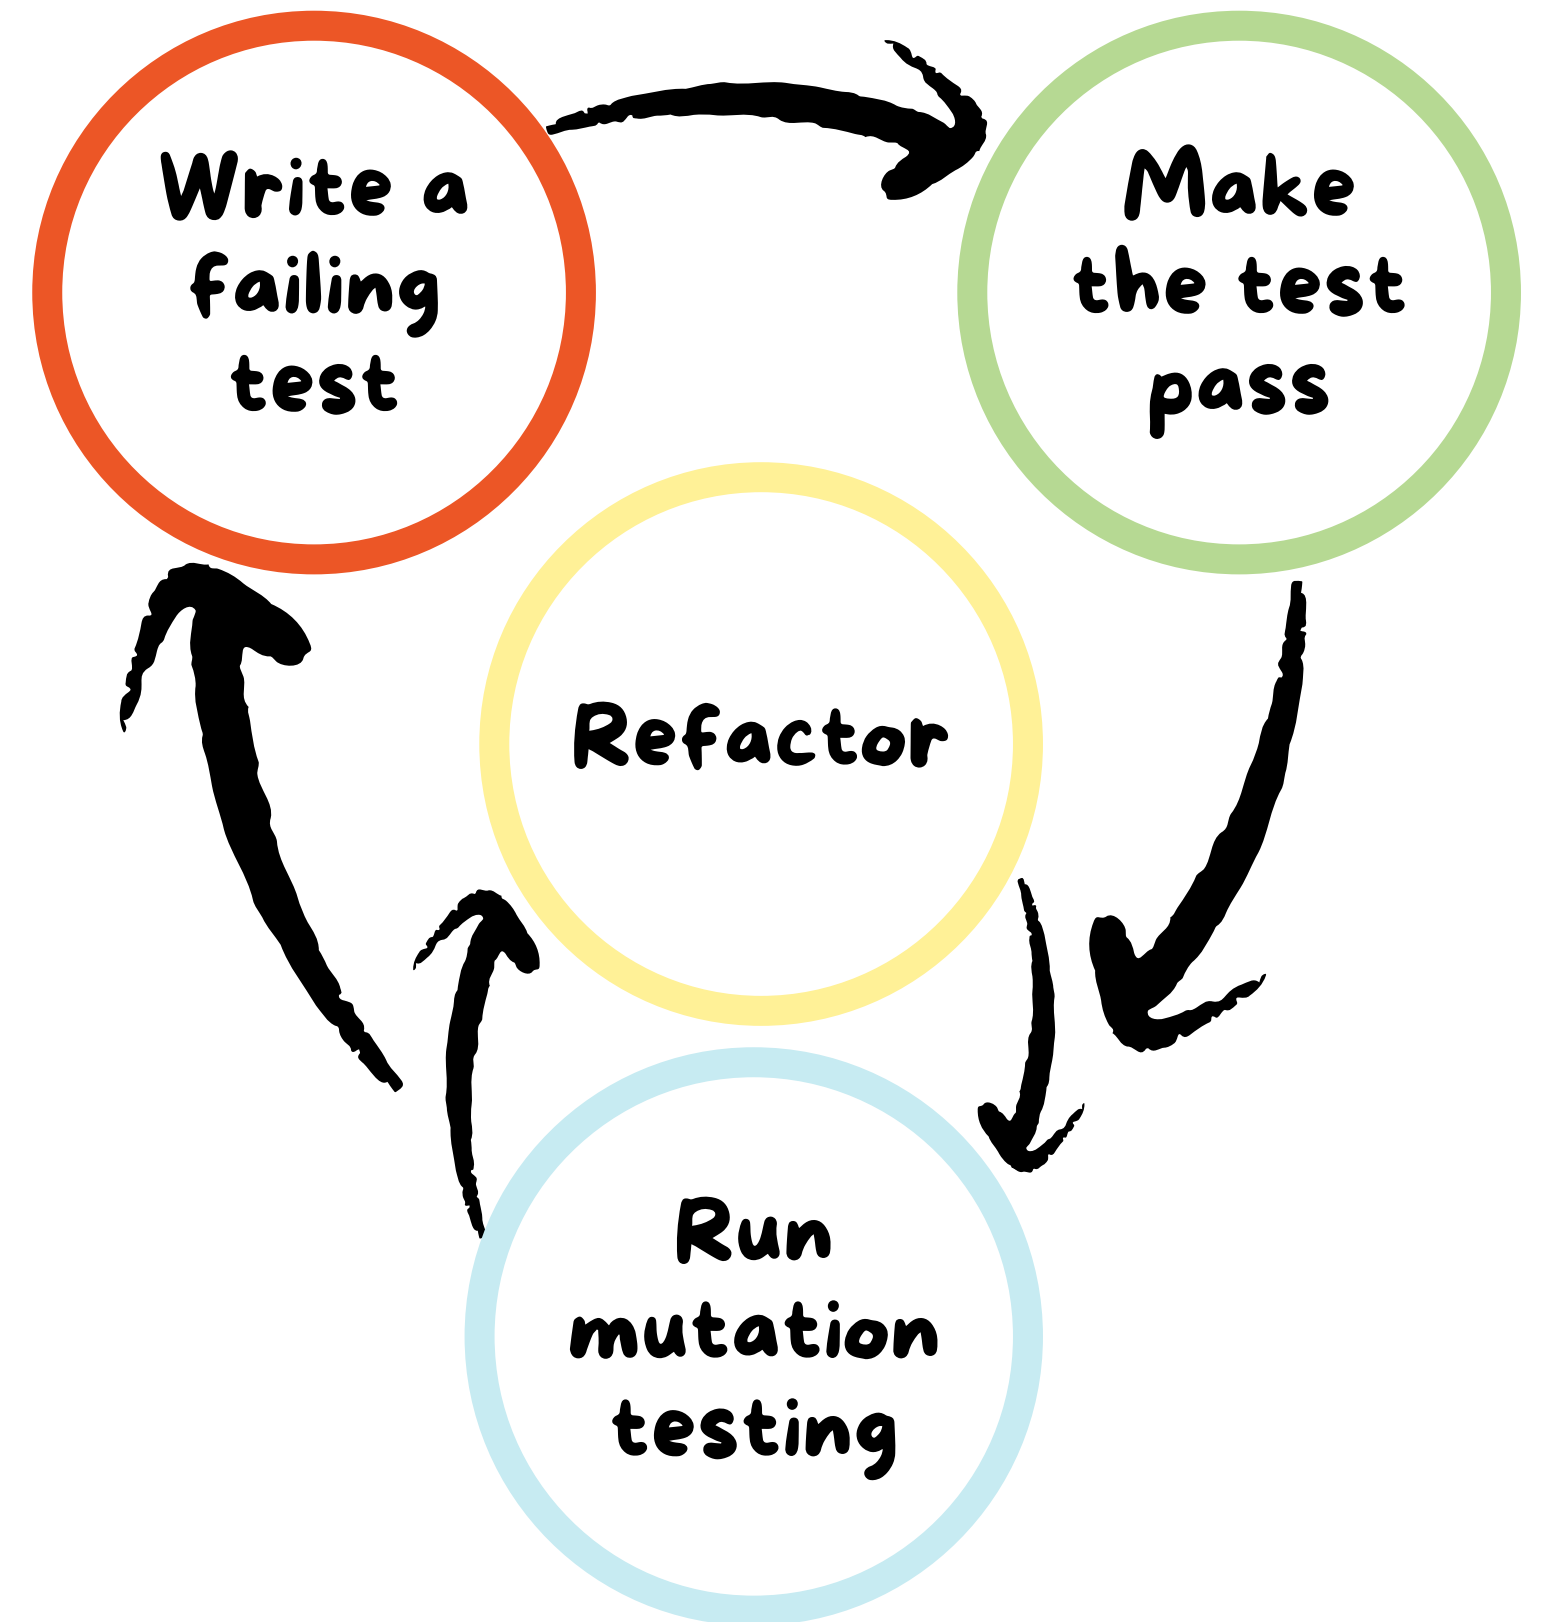 Write a
failing
test
Make
the test
pass
Refactor
Run
mutation
testing